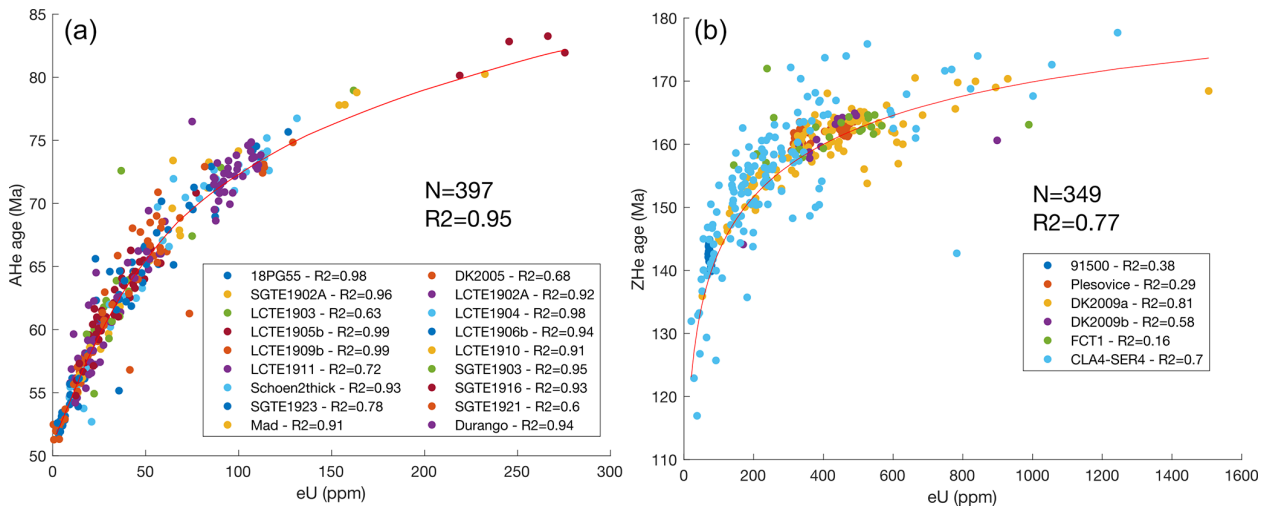 (a)
AHe age (Ma)
85
80
75
70
65
60
55
50
N=397
R2=0.95
18PG55 - R2=0.98
DK2005 - R2=0.68
SGTE1902A - R2=0.96
LCTE1902A - R2=0.92
LCTE1903 - R2=0.63
LCTE1904 - R2=0.98
LCTE1905b - R2=0.99
LCTE1906b - R2=0.94
LCTE1909b - R2=0.99
LCTE1910 - R2=0.91
LCTE1911 - R2=0.72
SGTE1903 - R2=0.95
Schoen2thick - R2=0.93
SGTE1916 - R2=0.93
SGTE1923 - R2=0.78
SGTE1921 - R2=0.6
Mad - R2=0.91
Durango - R2=0.94
0 50 100 150 200 250 300
eU (ppm)
(b)
ZHe age (Ma)
180
170
160
150
140
130
120
110
N=349
R2=0.77
91500 - R2=0.38
Plesovice - R2=0.29
DK2009a - R2=0.81
DK2009b - R2=0.58
FCT1 - R2=0.16
CLA4-SER4 - R2=0.7
0 200 400 600 800 1000 1200 1400 1600
eU (ppm)